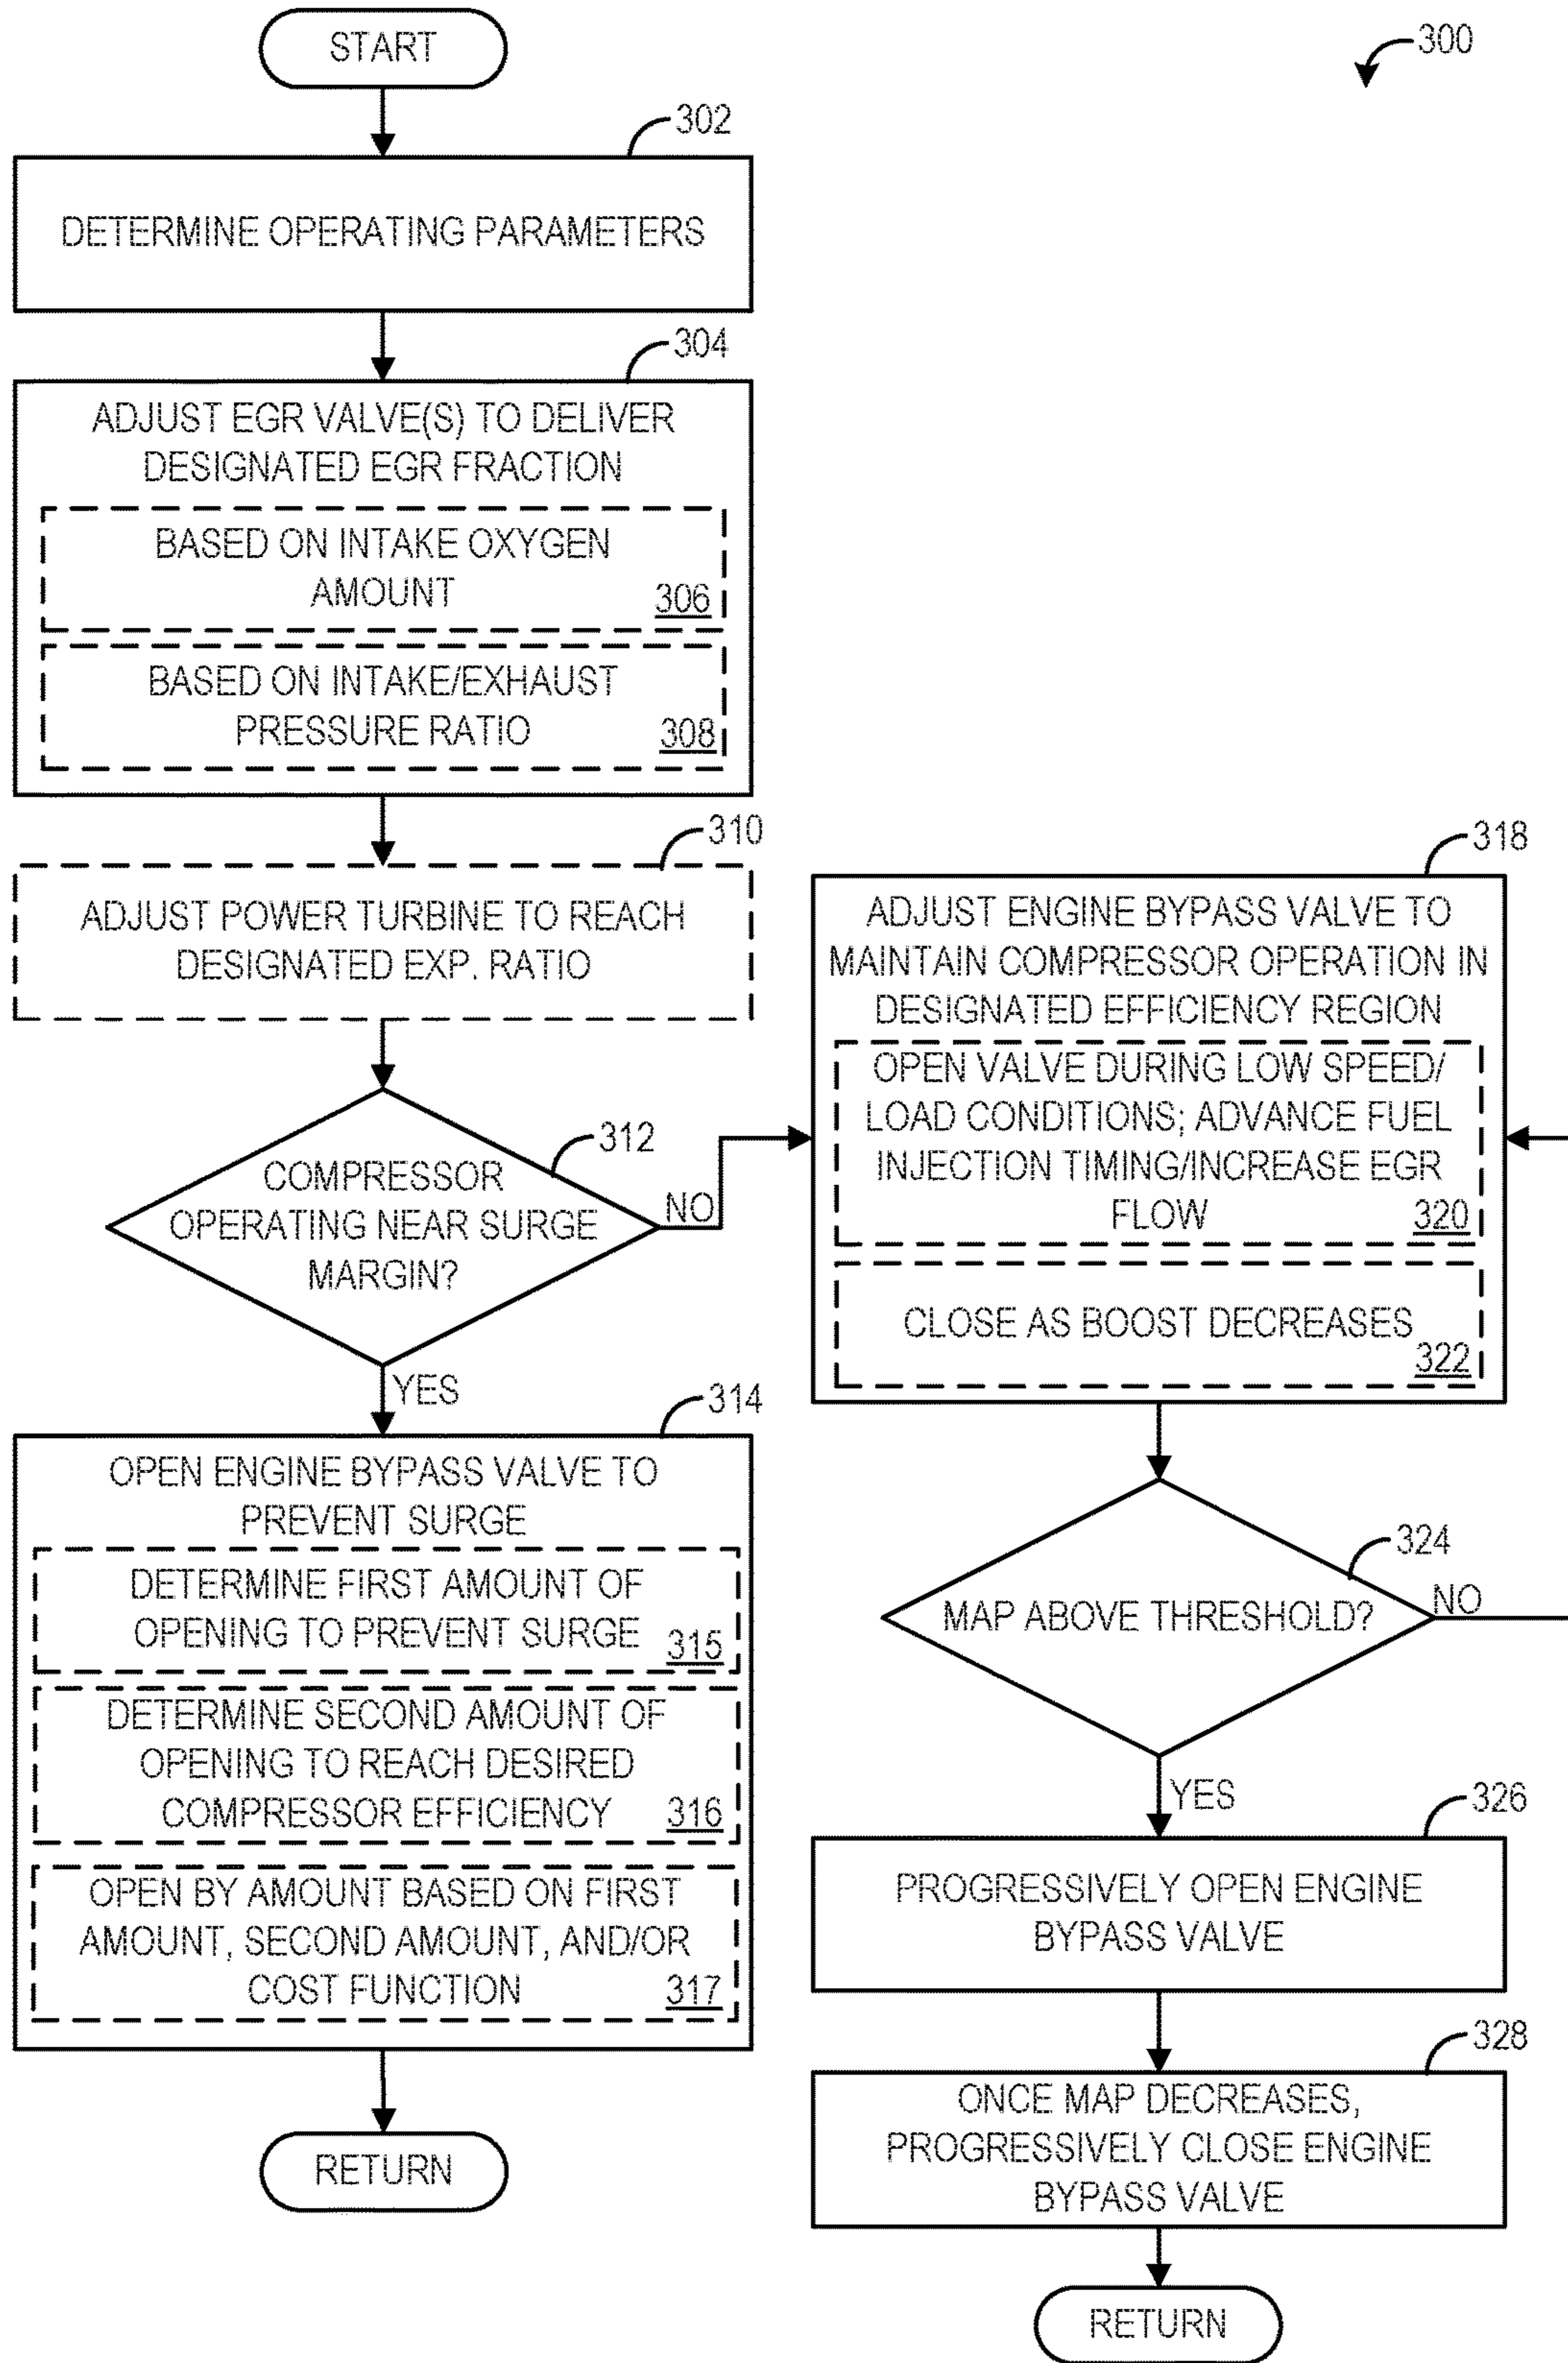 START
300
302
DETERMINE OPERATING PARAMETERS
304
ADJUST EGR VALVE(S) TO DELIVER
DESIGNATED EGR FRACTION
BASED ON INTAKE OXYGEN
AMOUNT
306
BASED ON INTAKE/EXHAUST
PRESSURE RATIO
308
310
ADJUST POWER TURBINE TO REACH
DESIGNATED EXP. RATIO
312
COMPRESSOR
OPERATING NEAR SURGE
MARGIN?
NO
YES
314
OPEN ENGINE BYPASS VALVE TO
PREVENT SURGE
DETERMINE FIRST AMOUNT OF
OPENING TO PREVENT SURGE
315
DETERMINE SECOND AMOUNT OF
OPENING TO REACH DESIRED
COMPRESSOR EFFICIENCY
316
OPEN BY AMOUNT BASED ON FIRST
AMOUNT, SECOND AMOUNT, AND/OR
COST FUNCTION
317
RETURN
318
ADJUST ENGINE BYPASS VALVE TO
MAINTAIN COMPRESSOR OPERATION IN
DESIGNATED EFFICIENCY REGION
OPEN VALVE DURING LOW SPEED/
LOAD CONDITIONS; ADVANCE FUEL
INJECTION TIMING/INCREASE EGR
FLOW
320
CLOSE AS BOOST DECREASES
322
324
MAP ABOVE THRESHOLD?
NO
YES
326
PROGRESSIVELY OPEN ENGINE
BYPASS VALVE
328
ONCE MAP DECREASES,
PROGRESSIVELY CLOSE ENGINE
BYPASS VALVE
RETURN